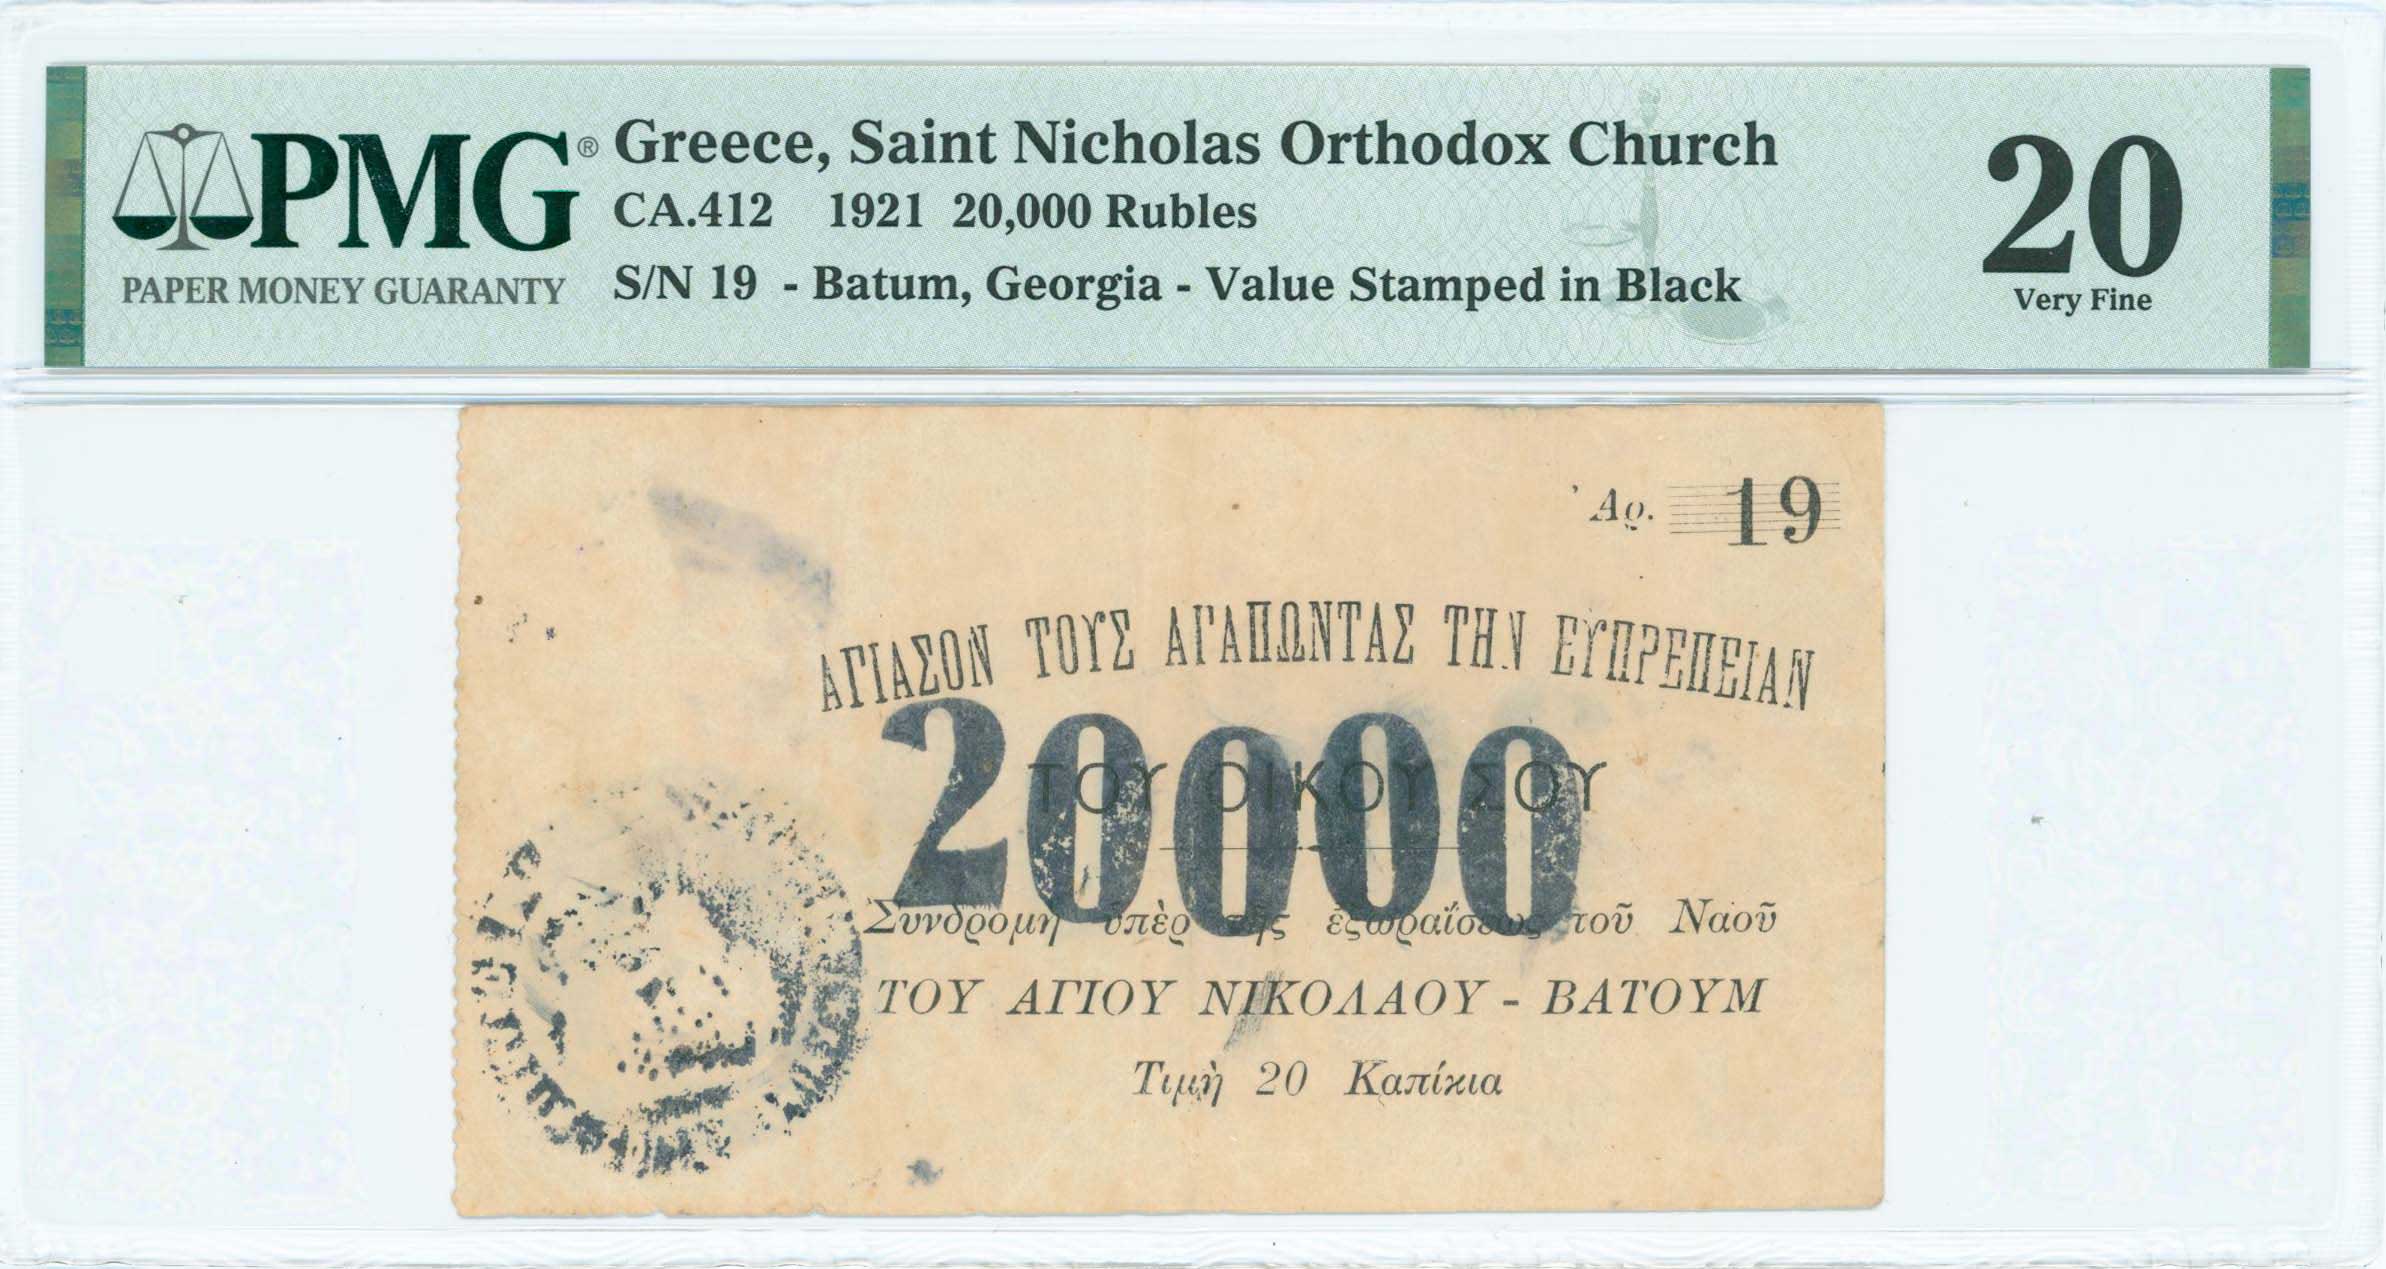 PMG®
PAPER MONEY GUARANTY
Greece, Saint Nicholas Orthodox Church
CA.412 1921 20,000 Rubles
S/N 19 - Batum, Georgia - Value Stamped in Black
20
Very Fine
Ἀρ. 19
ΑΓΙΑΣΟΝ ΤΟΥΣ ΑΓΑΠΩΝΤΑΣ ΤΗΝ ΕΥΠΡΕΠΕΙΑΝ
20000
ΤΟΥ ΟΙΚΟΥ ΣΟΥ
Συνδρομὴ ὑπὲρ τῆς ἐξωραΐσεως τοῦ Ναοῦ
ΤΟΥ ΑΓΙΟΥ ΝΙΚΟΛΑΟΥ - ΒΑΤΟΥΜ
Τιμὴ 20 Καπίκια